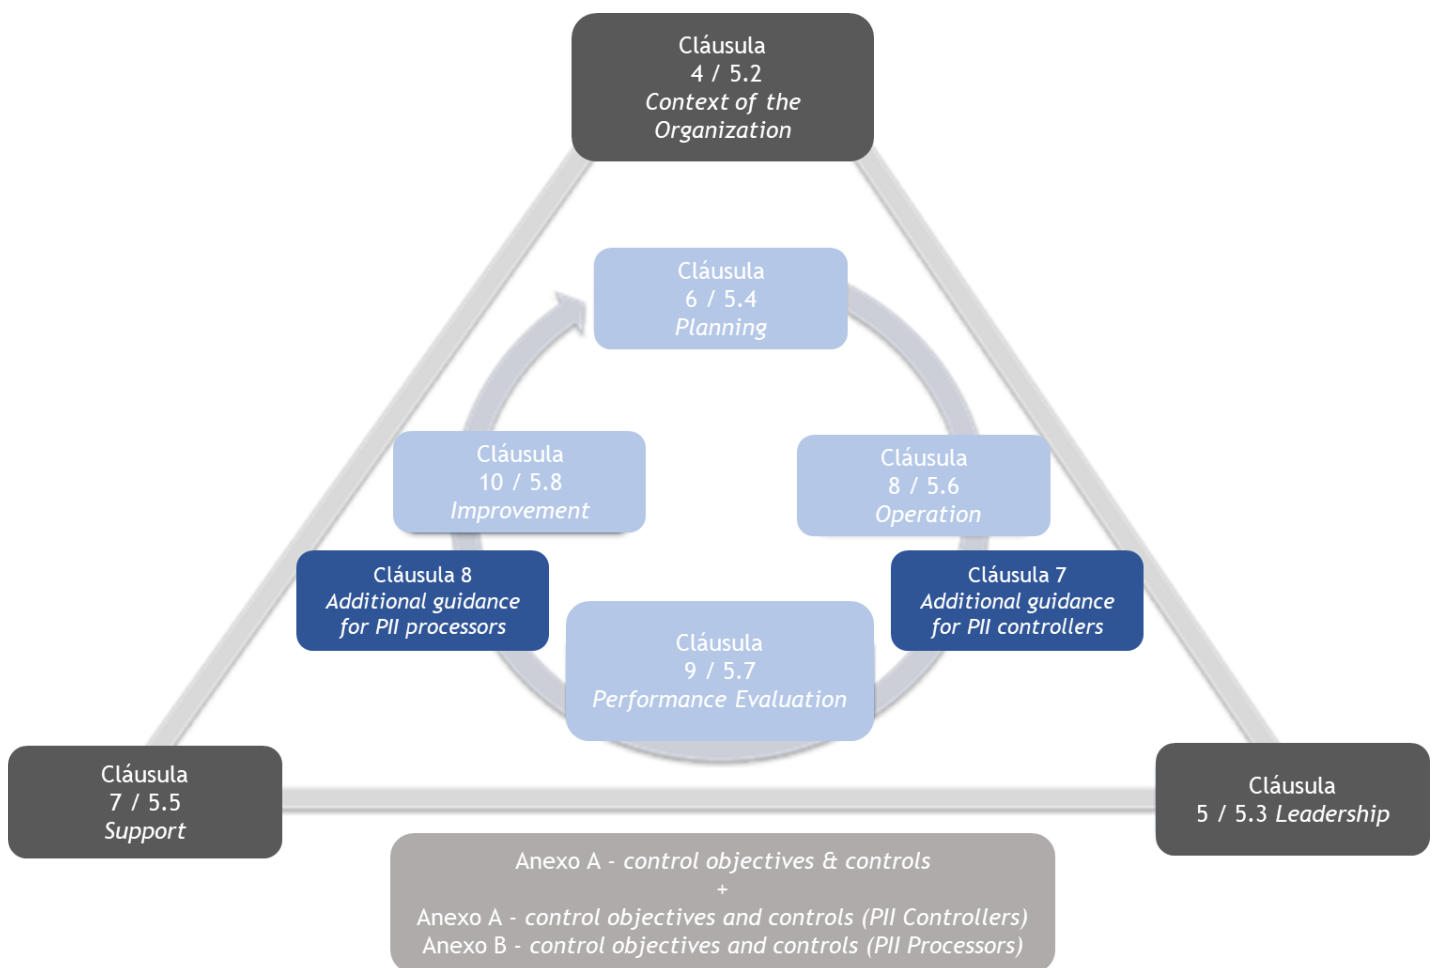 Cláusula
4 / 5.2
Context of the
Organization
Cláusula
6 / 5.4
Planning
Cláusula
10 / 5.8
Improvement
Cláusula
8 / 5.6
Operation
Cláusula 8
Additional guidance
for PII processors
Cláusula 7
Additional guidance
for PII controllers
Cláusula
9 / 5.7
Performance Evaluation
Cláusula
7 / 5.5
Support
Cláusula
5 / 5.3 Leadership
Anexo A - control objectives & controls
+
Anexo A - control objectives and controls (PII Controllers)
Anexo B - control objectives and controls (PII Processors)